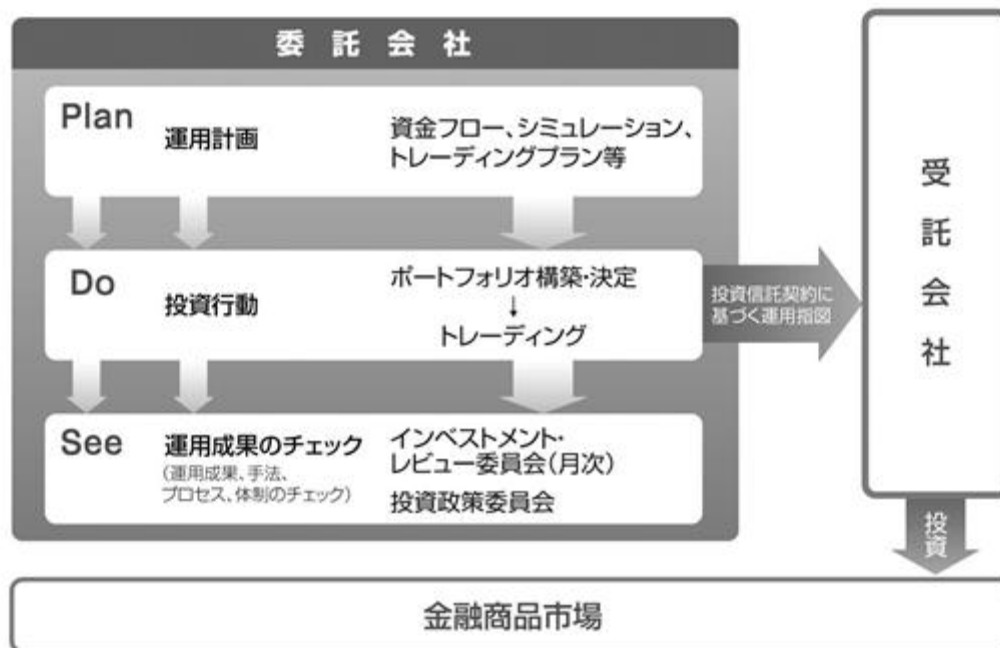 委託会社
Plan
運用計画
資金フロー、シミュレーション、
トレーディングプラン等
Do
投資行動
ポートフォリオ構築・決定
↓
トレーディング
See
運用成果のチェック
(運用成果、手法、
プロセス、体制のチェック)
インベストメント・
レビュー委員会(月次)
投資政策委員会
投資信託契約に
基づく運用指図
受託会社
投資
金融商品市場